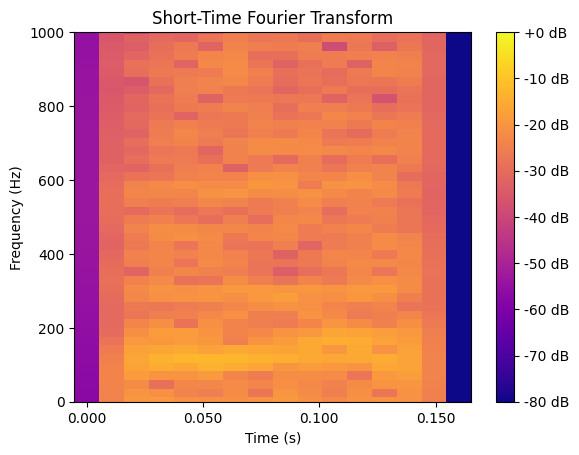 Short-Time Fourier Transform
1000
800
600
400
200
0
Frequency (Hz)
0.000
0.050
0.100
0.150
Time (s)
+0 dB
-10 dB
-20 dB
-30 dB
-40 dB
-50 dB
-60 dB
-70 dB
-80 dB